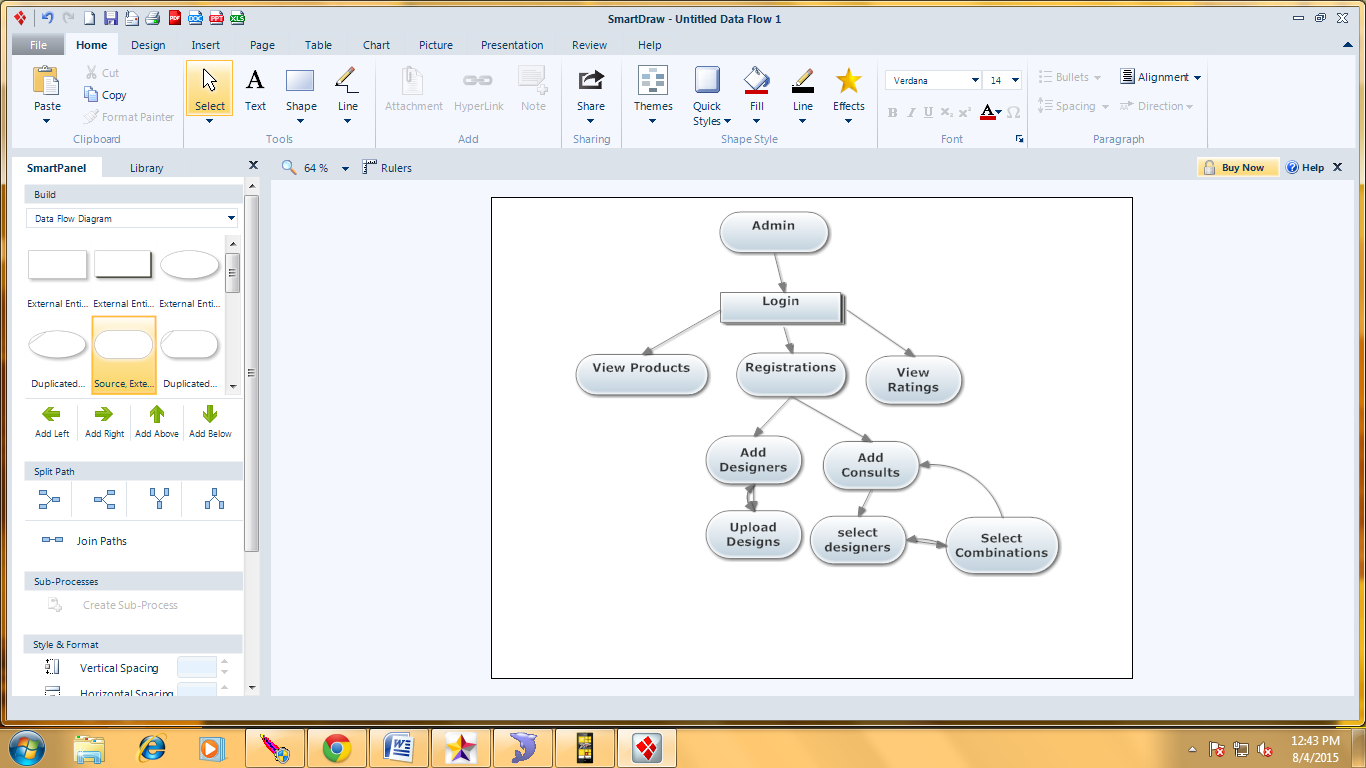 SmartDraw - Untitled Data Flow 1
PDF DOC PPT XLS
File Home Design Insert Page Table Chart Picture Presentation Review Help
Paste
Cut
Copy
Format Painter
Clipboard
Select
Text
Shape
Line
Tools
Attachment
HyperLink
Note
Add
Share
Sharing
Themes
Quick
Styles
Fill
Line
Effects
Shape Style
Verdana
14
B I U X₂ X² A Ω
Font
Bullets
Alignment
Spacing
Direction
Paragraph
SmartPanel
Library
64 %
Rulers
Buy Now
Help
Build
Data Flow Diagram
External Enti... External Enti... External Enti...
Duplicated... Source, Exte... Duplicated...
Add Left Add Right Add Above Add Below
Split Path
Join Paths
Sub-Processes
Create Sub-Process
Style & Format
Vertical Spacing
Horizontal Spacing
Admin
Login
View Products
Registrations
View
Ratings
Add
Designers
Add
Consults
Upload
Designs
select
designers
Select
Combinations
12:43 PM
8/4/2015